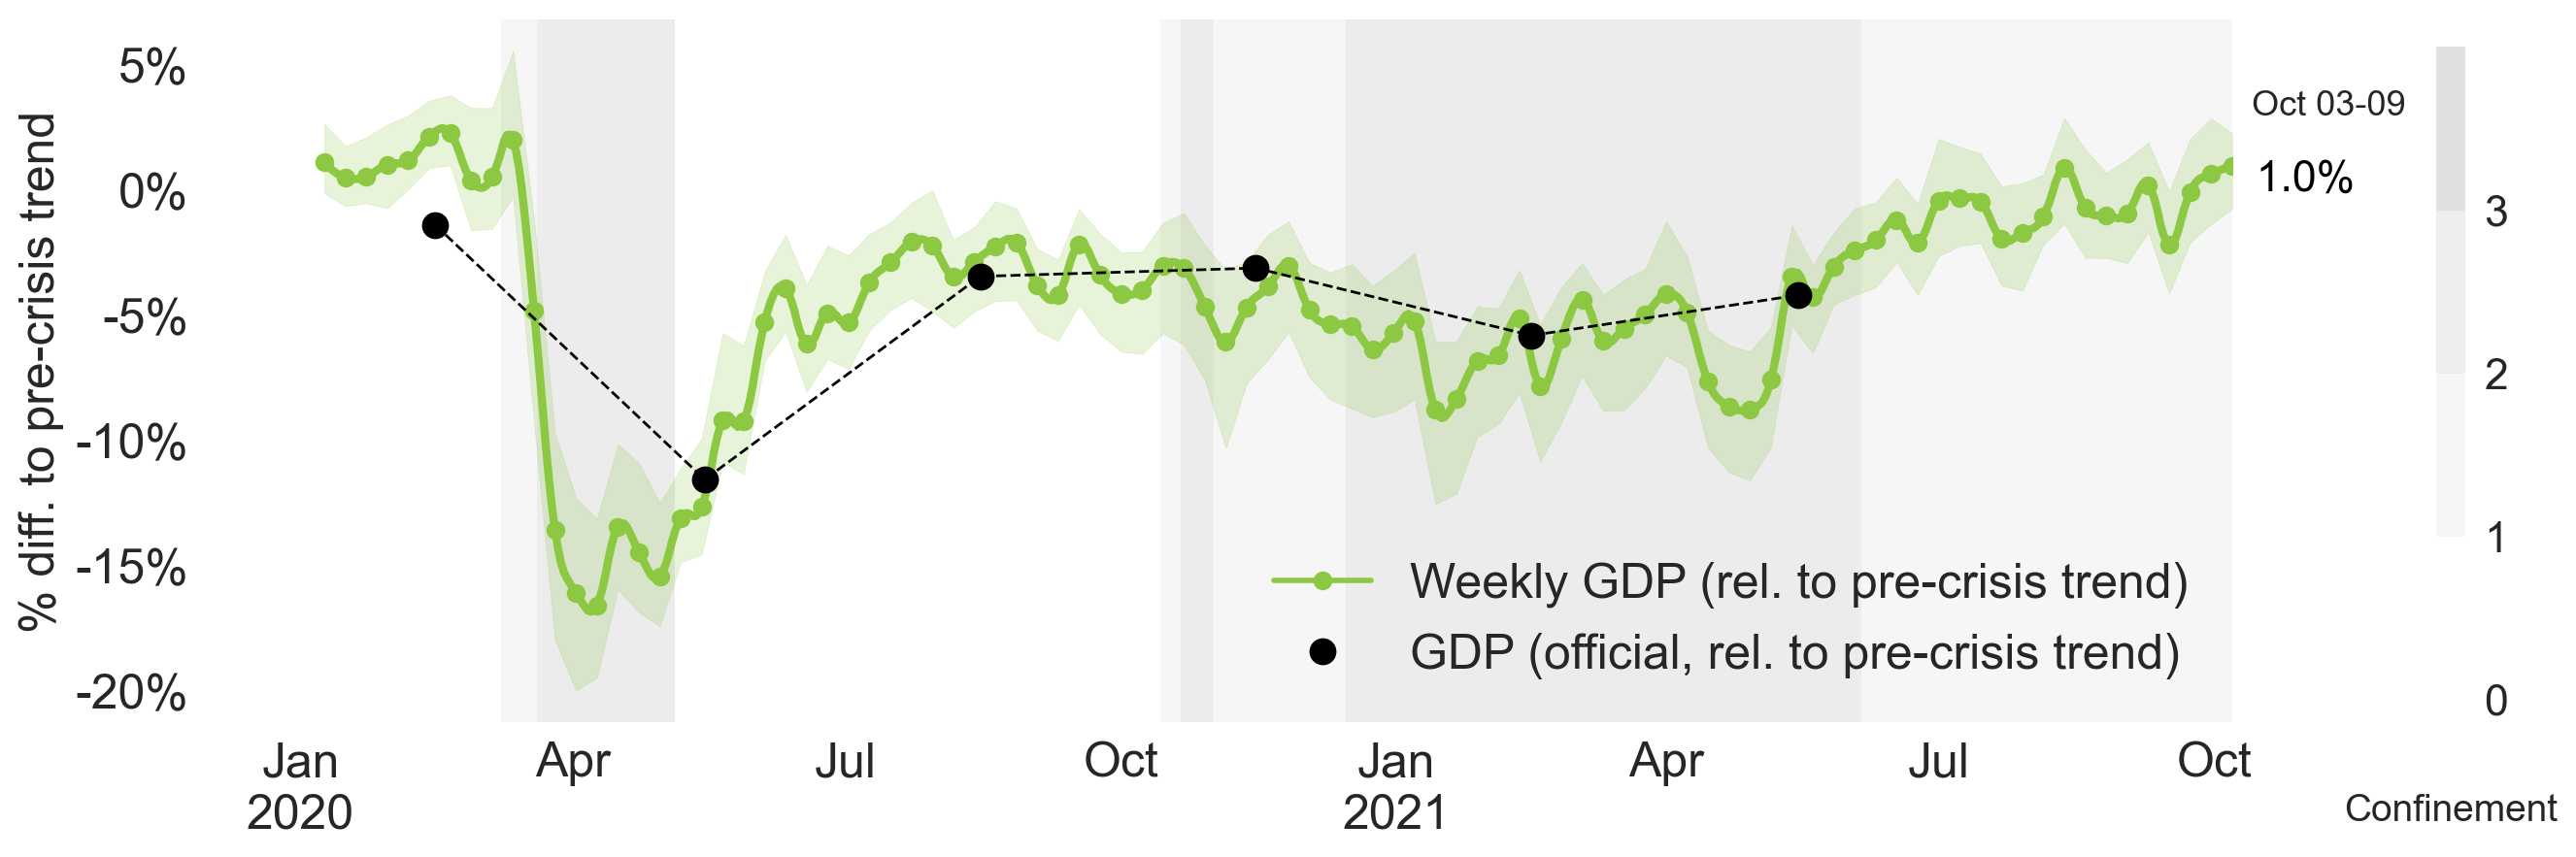 % diff. to pre-crisis trend
5%
0%
-5%
-10%
-15%
-20%
Jan
2020
Apr
Jul
Oct
Jan
2021
Apr
Jul
Oct
Weekly GDP (rel. to pre-crisis trend)
GDP (official, rel. to pre-crisis trend)
Oct 03-09
1.0%
3
2
1
0
Confinement